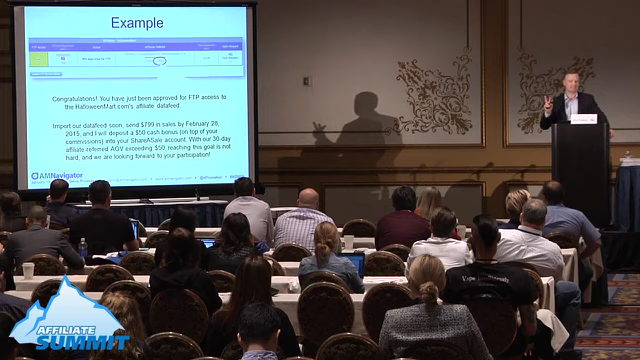 Example
Congratulations! You have just been approved for FTP access to
the HalloweenMart.com's affiliate datafeed.
Import our datafeed soon, send $799 in sales by February 28,
2015, and I will deposit a $50 cash bonus (on top of your
commissions) into your ShareASale account. With our 30-day
affiliate referred AGV exceeding $50, reaching this goal is not
hard, and we are looking forward to your participation!
AMNavigator
AFFILIATE
SUMMIT